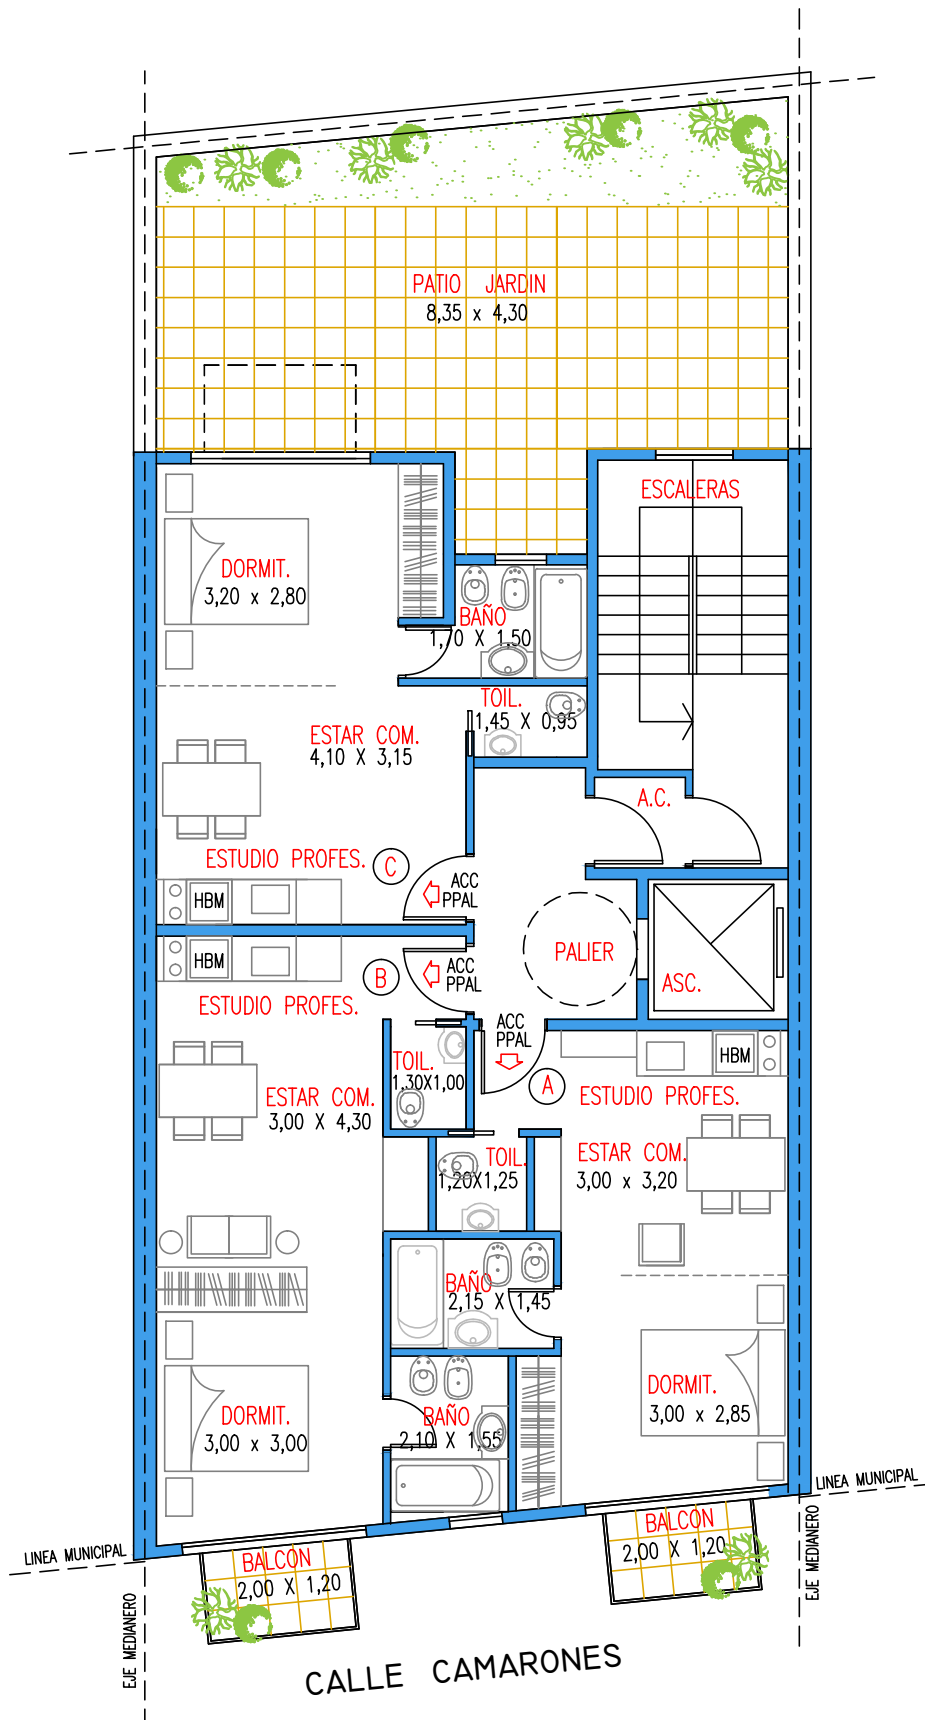 PATIO JARDIN
8,35 x 4,30
ESCALERAS
DORMIT.
3,20 x 2,80
BAÑO
1,70 X 1,50
TOIL.
1,45 X 0,95
ESTAR COM.
4,10 X 3,15
A.C.
ESTUDIO PROFES.
C
ACC
PPAL
HBM
PALIER
ASC.
HBM
B
ACC
PPAL
ESTUDIO PROFES.
ACC
PPAL
A
HBM
TOIL.
1,30X1,00
ESTAR COM.
3,00 X 4,30
ESTUDIO PROFES.
ESTAR COM.
3,00 x 3,20
TOIL.
1,20X1,25
BAÑO
2,15 X 1,45
DORMIT.
3,00 x 2,85
DORMIT.
3,00 x 3,00
BAÑO
2,10 X 1,55
LINEA MUNICIPAL
BALCON
2,00 X 1,20
EJE MEDIANERO
LINEA MUNICIPAL
BALCON
2,00 X 1,20
EJE MEDIANERO
CALLE CAMARONES